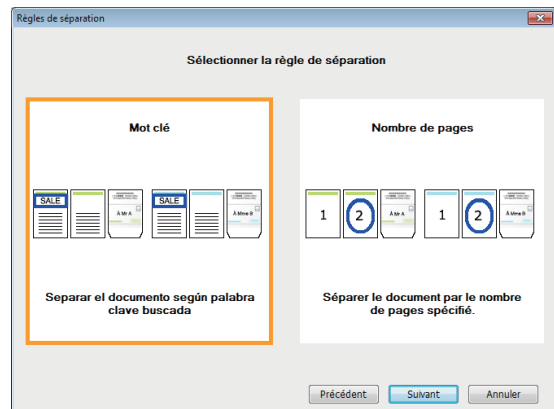 Règles de séparation
Sélectionner la règle de séparation
Mot clé
SALE
À Mr A
SALE
À Mme B
Separar el documento según palabra
clave buscada
Nombre de pages
1
2
À Mr A
1
2
À Mme B
Séparer le document par le nombre
de pages spécifié.
Précédent
Suivant
Annuler